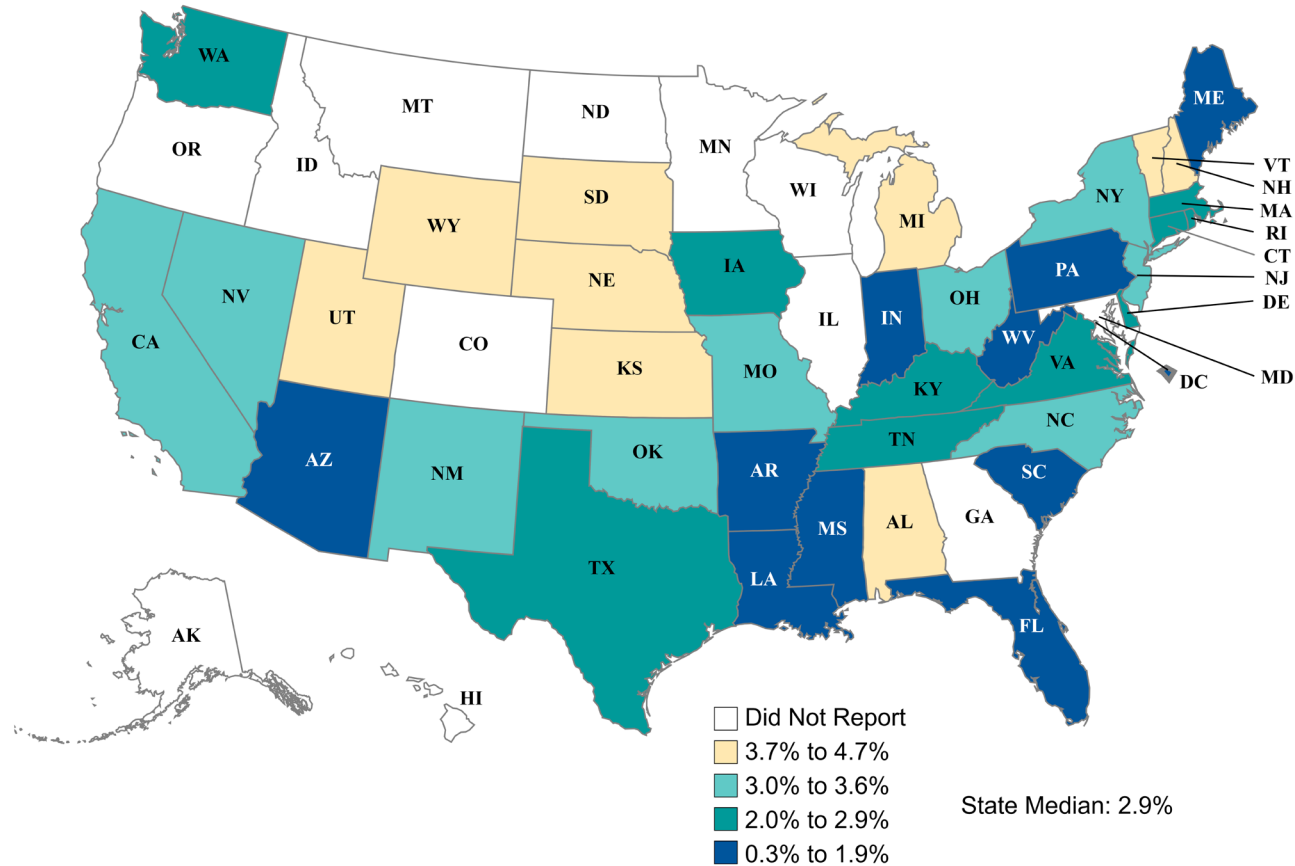 WA
ME
MT
ND
MN
OR
ID
VT
WI
NH
SD
NY
MA
WY
MI
RI
CT
IA
PA
NJ
NE
NV
OH
DE
IN
IL
UT
WV
CA
CO
VA
KS
MO
MD
DC
KY
NC
TN
OK
AZ
NM
AR
SC
GA
MS
AL
TX
LA
FL
AK
HI
Did Not Report
3.7% to 4.7%
3.0% to 3.6%
State Median: 2.9%
2.0% to 2.9%
0.3% to 1.9%